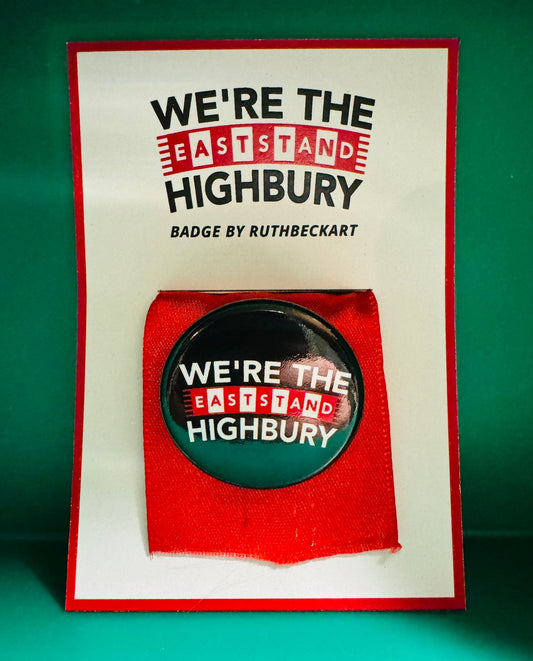 WE'RE THE
EASTSTAND
HIGHBURY
BADGE BY RUTHBECKART
WE'RE THE
EASTSTAND
HIGHBURY